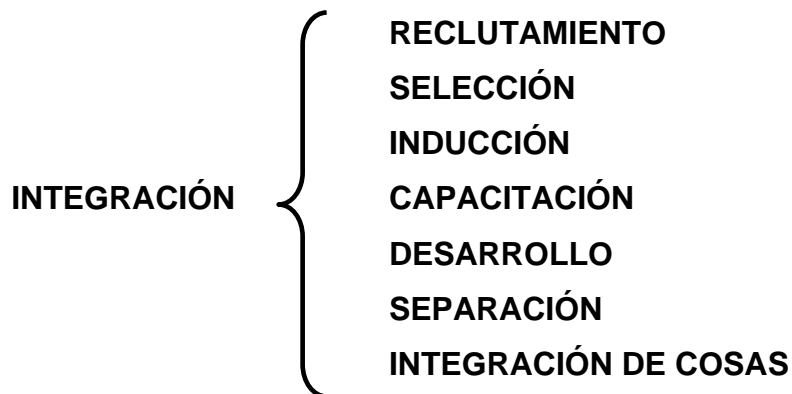 RECLUTAMIENTO
SELECCIÓN
INDUCCIÓN
INTEGRACIÓN
CAPACITACIÓN
DESARROLLO
SEPARACIÓN
INTEGRACIÓN DE COSAS